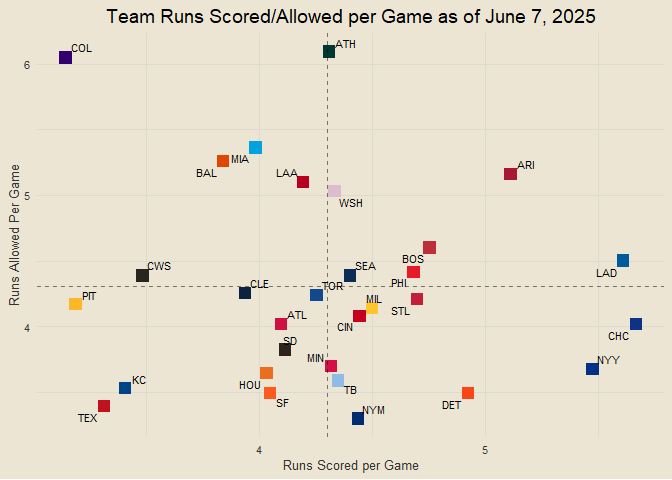 Team Runs Scored/Allowed per Game as of June 7, 2025
COL
ATH
6
BAL
MIA
LAA
WSH
ARI
5
Runs Allowed Per Game
CWS
SEA
BOS
LAD
PIT
CLE
TOR
PHI
MIL
STL
4
ATL
CIN
CHC
SD
MIN
NYY
KC
HOU
TB
TEX
SF
NYM
DET
4
5
Runs Scored per Game